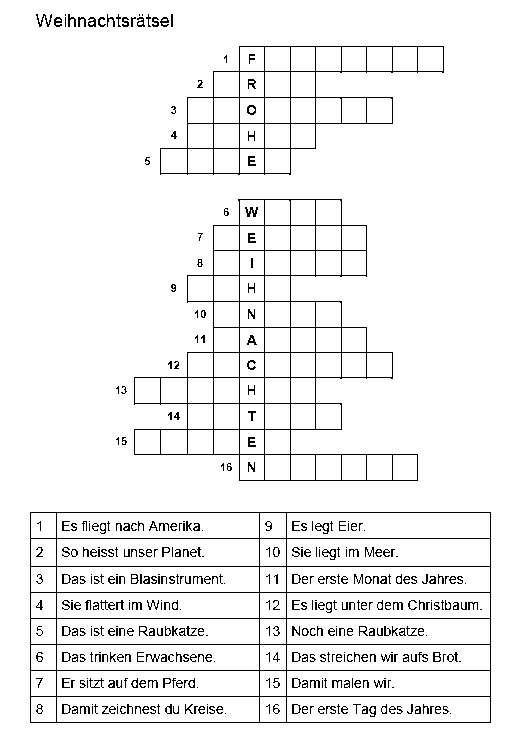 Weihnachtsrätsel
1 F
2 R
3 O
4 H
5 E
6 W
7 E
8 I
9 H
10 N
11 A
12 C
13 H
14 T
15 E
16 N
1 Es fliegt nach Amerika. 9 Es legt Eier.
2 So heisst unser Planet. 10 Sie liegt im Meer.
3 Das ist ein Blasinstrument. 11 Der erste Monat des Jahres.
4 Sie flattert im Wind. 12 Es liegt unter dem Christbaum.
5 Das ist eine Raubkatze. 13 Noch eine Raubkatze.
6 Das trinken Erwachsene. 14 Das streichen wir aufs Brot.
7 Er sitzt auf dem Pferd. 15 Damit malen wir.
8 Damit zeichnest du Kreise. 16 Der erste Tag des Jahres.